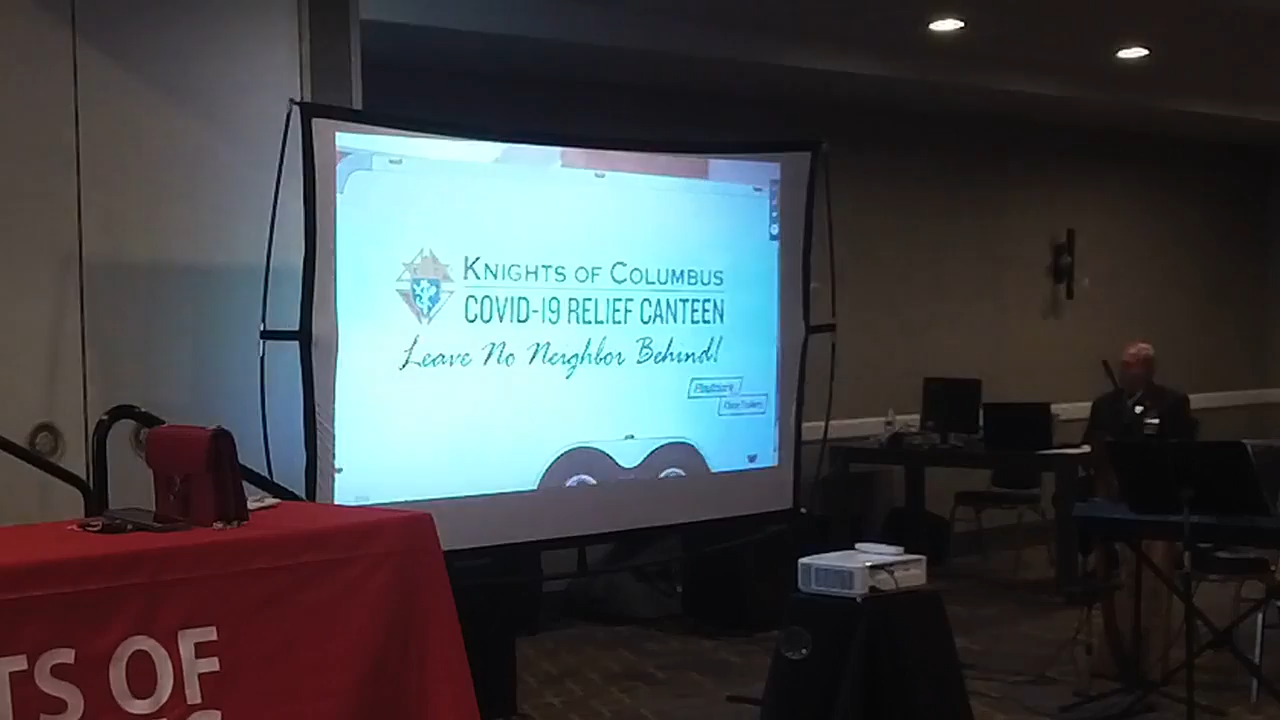 KNIGHTS OF COLUMBUS
COVID-19 RELIEF CANTEEN
Leave No Neighbor Behind!
TS OF